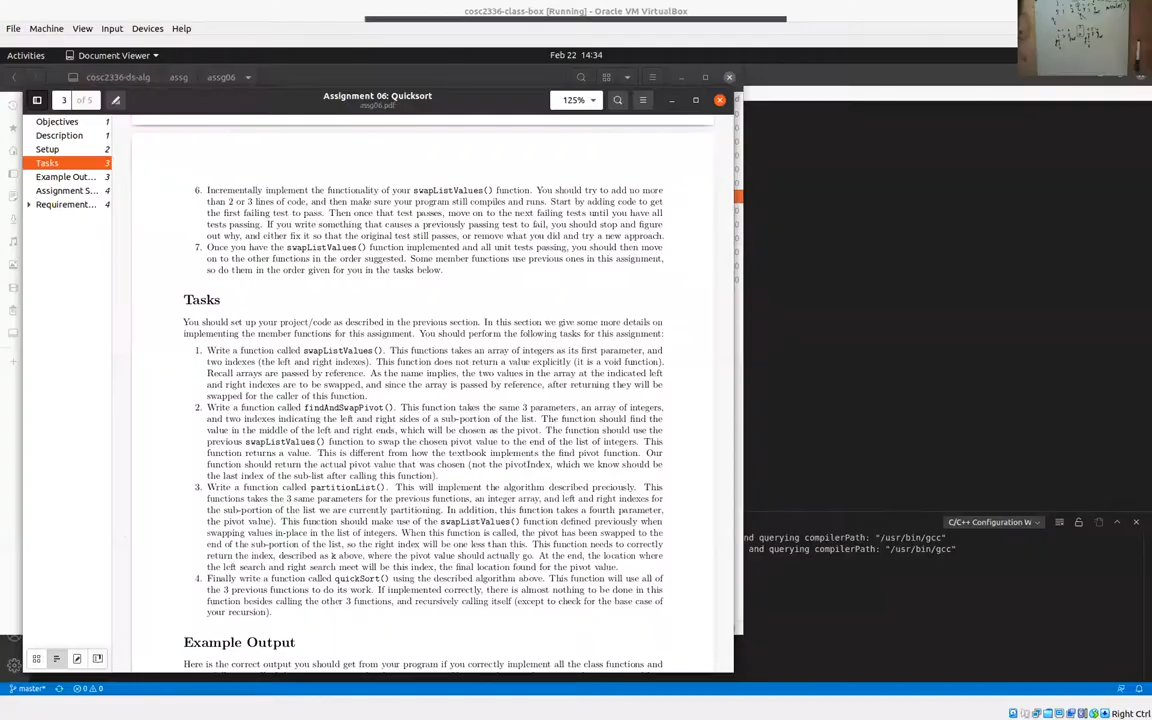 cosc2336-class-box [Running] - Oracle VM VirtualBox
File Machine View Input Devices Help
Activities Document Viewer Feb 22 14:34
cosc2336-ds-alg assg assg06
3 of 5 Assignment 06: Quicksort 125%
assg06.pdf
Objectives 1
Description 1
Setup 2
Tasks 3
Example Out... 3
Assignment S... 4
Requirement... 4
6. Incrementally implement the functionality of your swapListValues() function. You should try to add no more
than 2 or 3 lines of code, and then make sure your program still compiles and runs. Start by adding code to get
the first failing test to pass. Then once that test passes, move on to the next failing tests until you have all
tests passing. If you write something that causes a previously passing test to fail, you should stop and figure
out why, and either fix it so that the original test still passes, or remove what you did and try a new approach.
7. Once you have the swapListValues() function implemented and all unit tests passing, you should then move
on to the other functions in the order suggested. Some member functions use previous ones in this assignment,
so do them in the order given for you in the tasks below.
Tasks
You should set up your project/code as described in the previous section. In this section we give some more details on
implementing the member functions for this assignment. You should perform the following tasks for this assignment:
1. Write a function called swapListValues(). This functions takes an array of integers as its first parameter, and
two indexes (the left and right indexes). This function does not return a value explicitly (it is a void function).
Recall arrays are passed by reference. As the name implies, the two values in the array at the indicated left
and right indexes are to be swapped, and since the array is passed by reference, after returning they will be
swapped for the caller of this function.
2. Write a function called findAndSwapPivot(). This function takes the same 3 parameters, an array of integers,
and two indexes indicating the left and right sides of a sub-portion of the list. The function should find the
value in the middle of the left and right ends, which will be chosen as the pivot. The function should use the
previous swapListValues() function to swap the chosen pivot value to the end of the list of integers. This
function returns a value. This is different from how the textbook implements the find pivot function. Our
function should return the actual pivot value that was chosen (not the pivotIndex, which we know should be
the last index of the sub-list after calling this function).
3. Write a function called partitionList(). This will implement the algorithm described preciously. This
functions takes the 3 same parameters for the previous functions, an integer array, and left and right indexes for
the sub-portion of the list we are currently partitioning. In addition, this function takes a fourth parameter,
the pivot value). This function should make use of the swapListValues() function defined previously when
swapping values in-place in the list of integers. When this function is called, the pivot has been swapped to the
end of the sub-portion of the list, so the right index will be one less than this. This function needs to correctly
return the index, described as k above, where the pivot value should actually go. At the end, the location where
the left search and right search meet will be this index, the final location found for the pivot value.
4. Finally write a function called quickSort() using the described algorithm above. This function will use all of
the 3 previous functions to do its work. If implemented correctly, there is almost nothing to be done in this
function besides calling the other 3 functions, and recursively calling itself (except to check for the base case of
your recursion).
Example Output
Here is the correct output you should get from your program if you correctly implement all the class functions and
C/C++ Configuration W
nd querying compilerPath: "/usr/bin/gcc"
and querying compilerPath: "/usr/bin/gcc"
master* 0 0
Right Ctrl